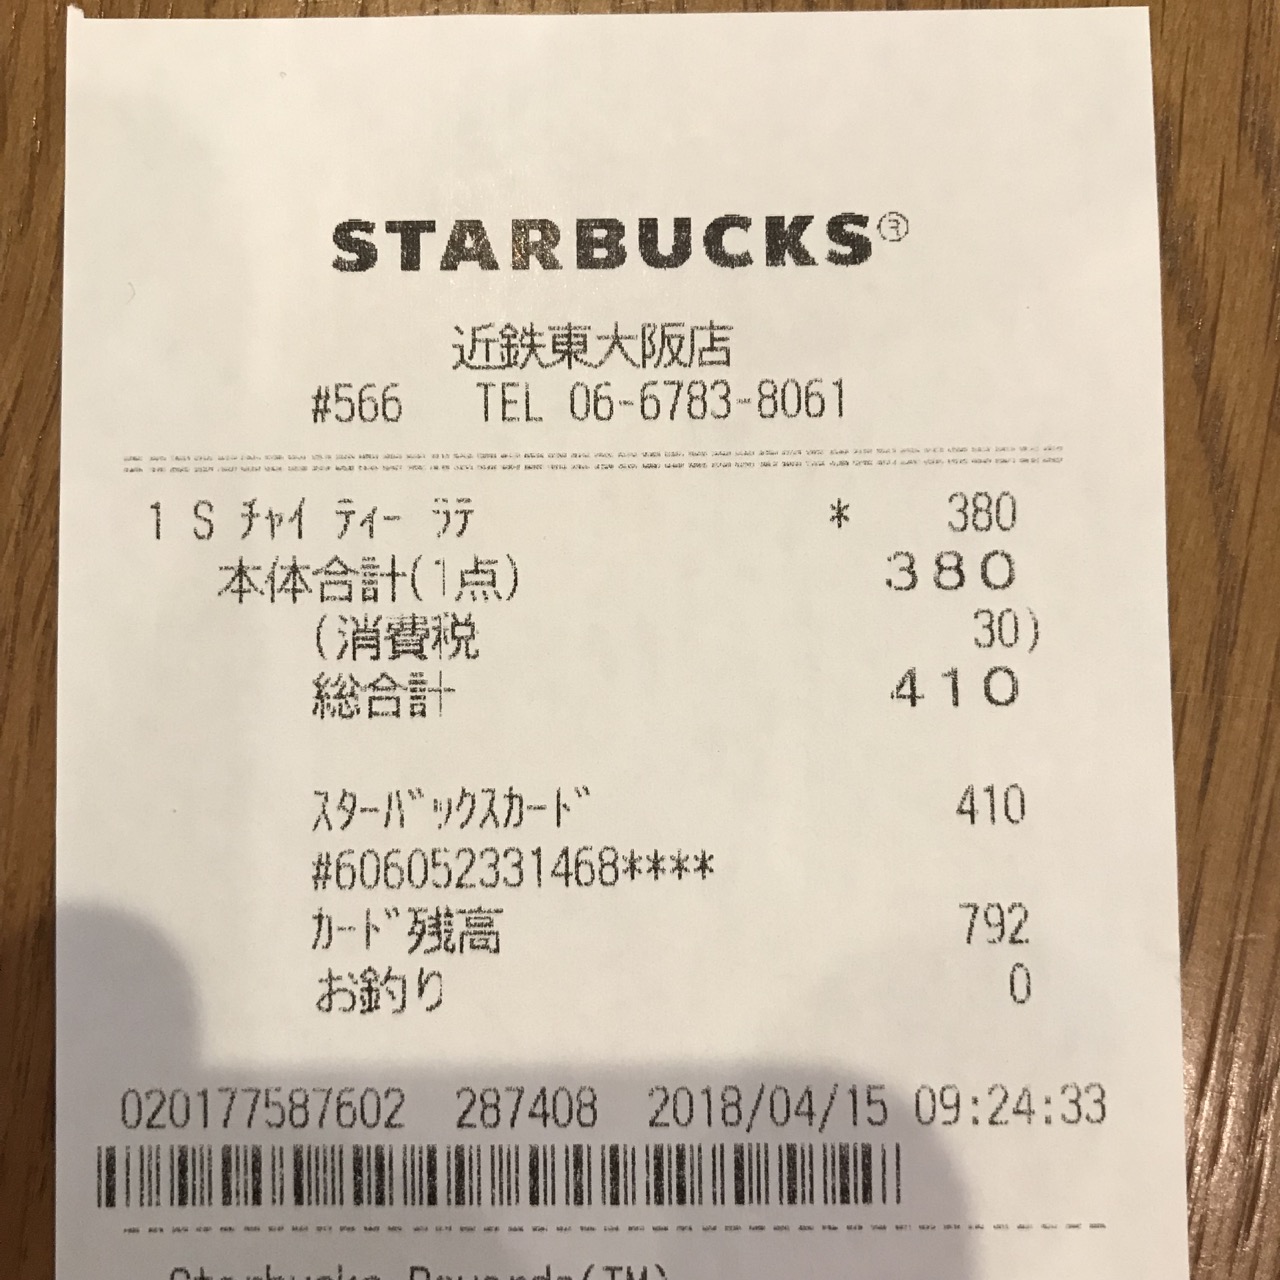 STARBUCKS®
近鉄東大阪店
#566 TEL 06-6783-8061
1 S ﾁｬｲ ﾃｨｰ ﾗﾃ * 380
本体合計(1点) 380
(消費税 30)
総合計 410
ｽﾀｰﾊﾞｯｸｽｶｰﾄﾞ 410
#606052331468****
ｶｰﾄﾞ残高 792
お釣り 0
020177587602 287408 2018/04/15 09:24:33
Starbucks Rewards(TM)